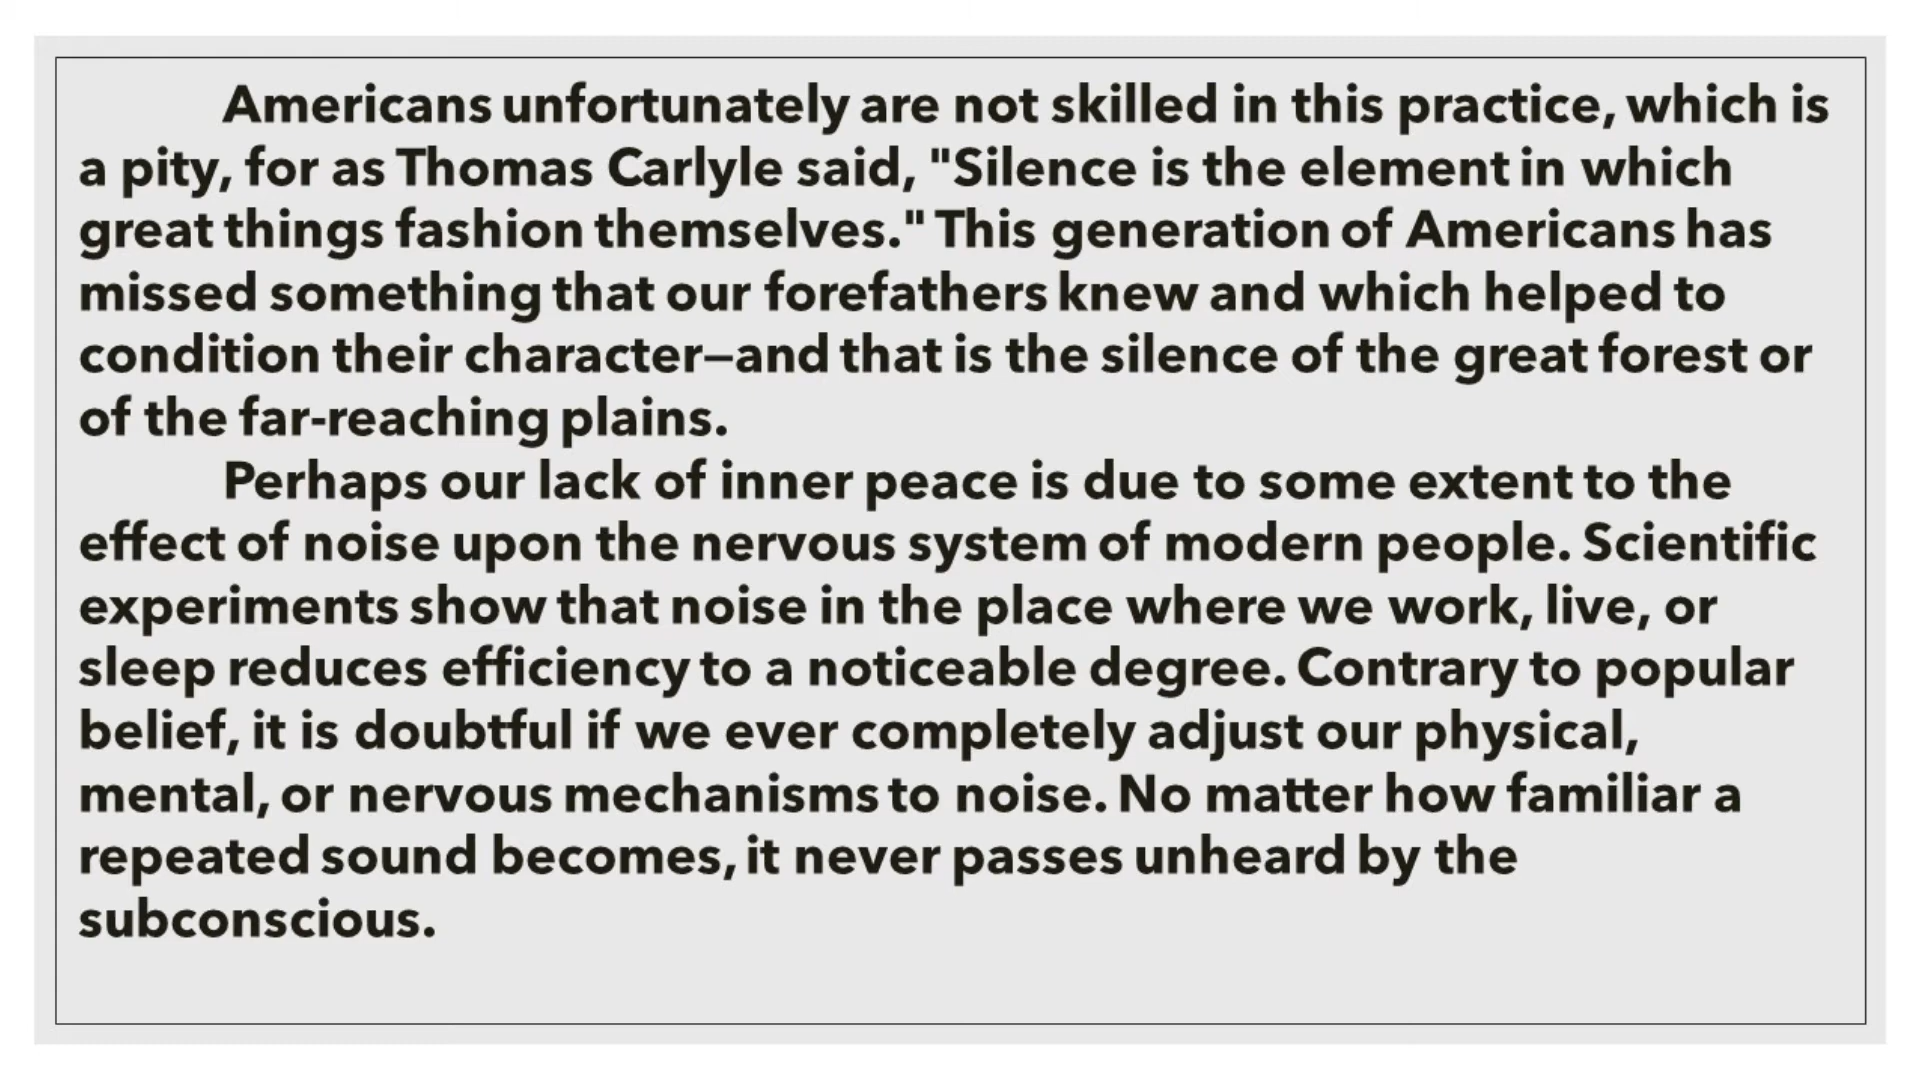 Americans unfortunately are not skilled in this practice, which is
a pity, for as Thomas Carlyle said, "Silence is the element in which
great things fashion themselves." This generation of Americans has
missed something that our forefathers knew and which helped to
condition their character—and that is the silence of the great forest or
of the far-reaching plains.
Perhaps our lack of inner peace is due to some extent to the
effect of noise upon the nervous system of modern people. Scientific
experiments show that noise in the place where we work, live, or
sleep reduces efficiency to a noticeable degree. Contrary to popular
belief, it is doubtful if we ever completely adjust our physical,
mental, or nervous mechanisms to noise. No matter how familiar a
repeated sound becomes, it never passes unheard by the
subconscious.